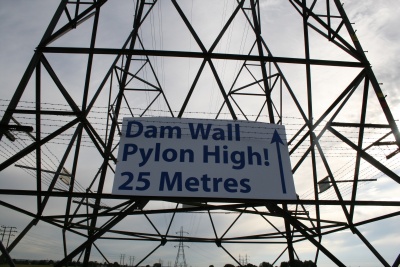 Dam Wall
Pylon High!
25 Metres